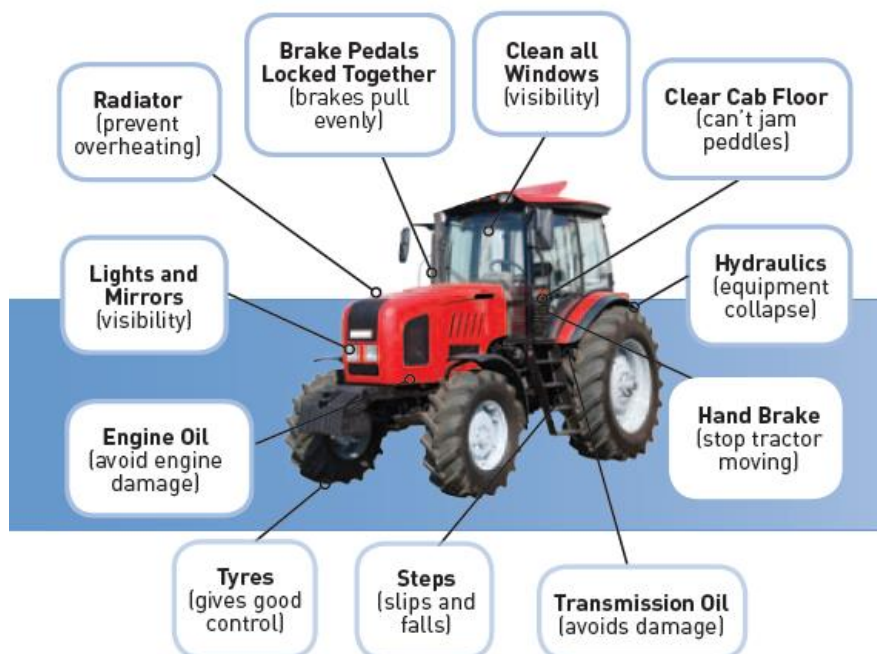 Brake Pedals
Locked Together
(brakes pull
evenly)
Clean all
Windows
(visibility)
Radiator
(prevent
overheating)
Clear Cab Floor
(can't jam
peddles)
Lights and
Mirrors
(visibility)
Hydraulics
(equipment
collapse)
Engine Oil
(avoid engine
damage)
Hand Brake
(stop tractor
moving)
Tyres
(gives good
control)
Steps
(slips and
falls)
Transmission Oil
(avoids damage)